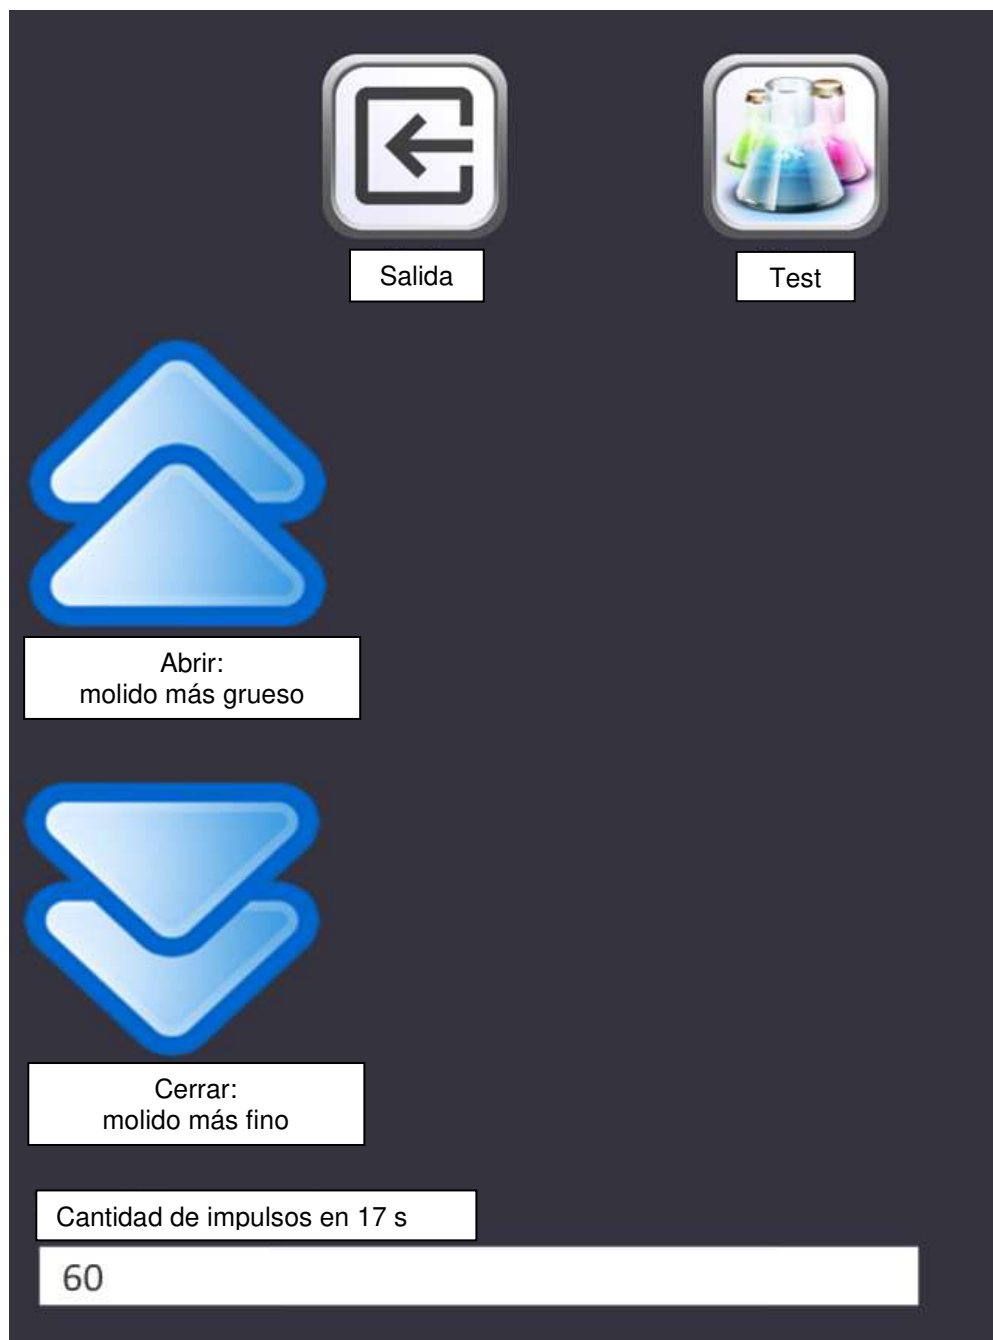 Salida
Test
Abrir:
molido más grueso
Cerrar:
molido más fino
Cantidad de impulsos en 17 s
60